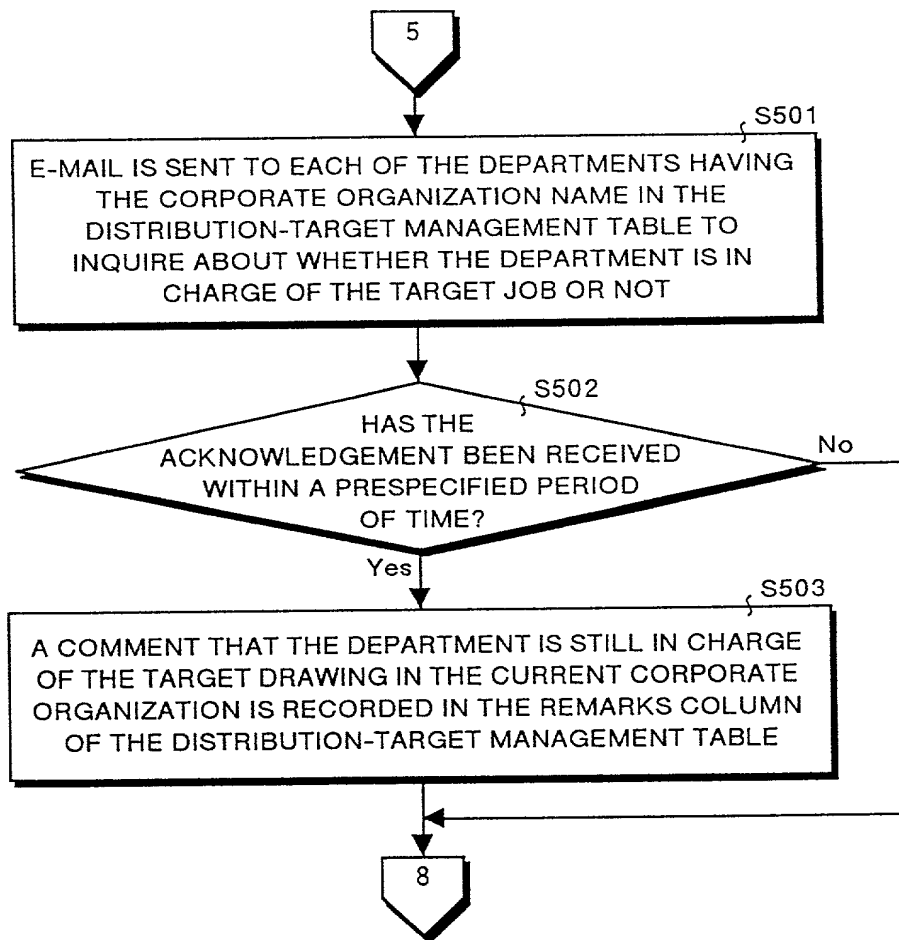 5
S501
E-MAIL IS SENT TO EACH OF THE DEPARTMENTS HAVING
THE CORPORATE ORGANIZATION NAME IN THE
DISTRIBUTION-TARGET MANAGEMENT TABLE TO
INQUIRE ABOUT WHETHER THE DEPARTMENT IS IN
CHARGE OF THE TARGET JOB OR NOT
S502
HAS THE
ACKNOWLEDGEMENT BEEN RECEIVED
WITHIN A PRESPECIFIED PERIOD
OF TIME?
No
Yes
S503
A COMMENT THAT THE DEPARTMENT IS STILL IN CHARGE
OF THE TARGET DRAWING IN THE CURRENT CORPORATE
ORGANIZATION IS RECORDED IN THE REMARKS COLUMN
OF THE DISTRIBUTION-TARGET MANAGEMENT TABLE
8